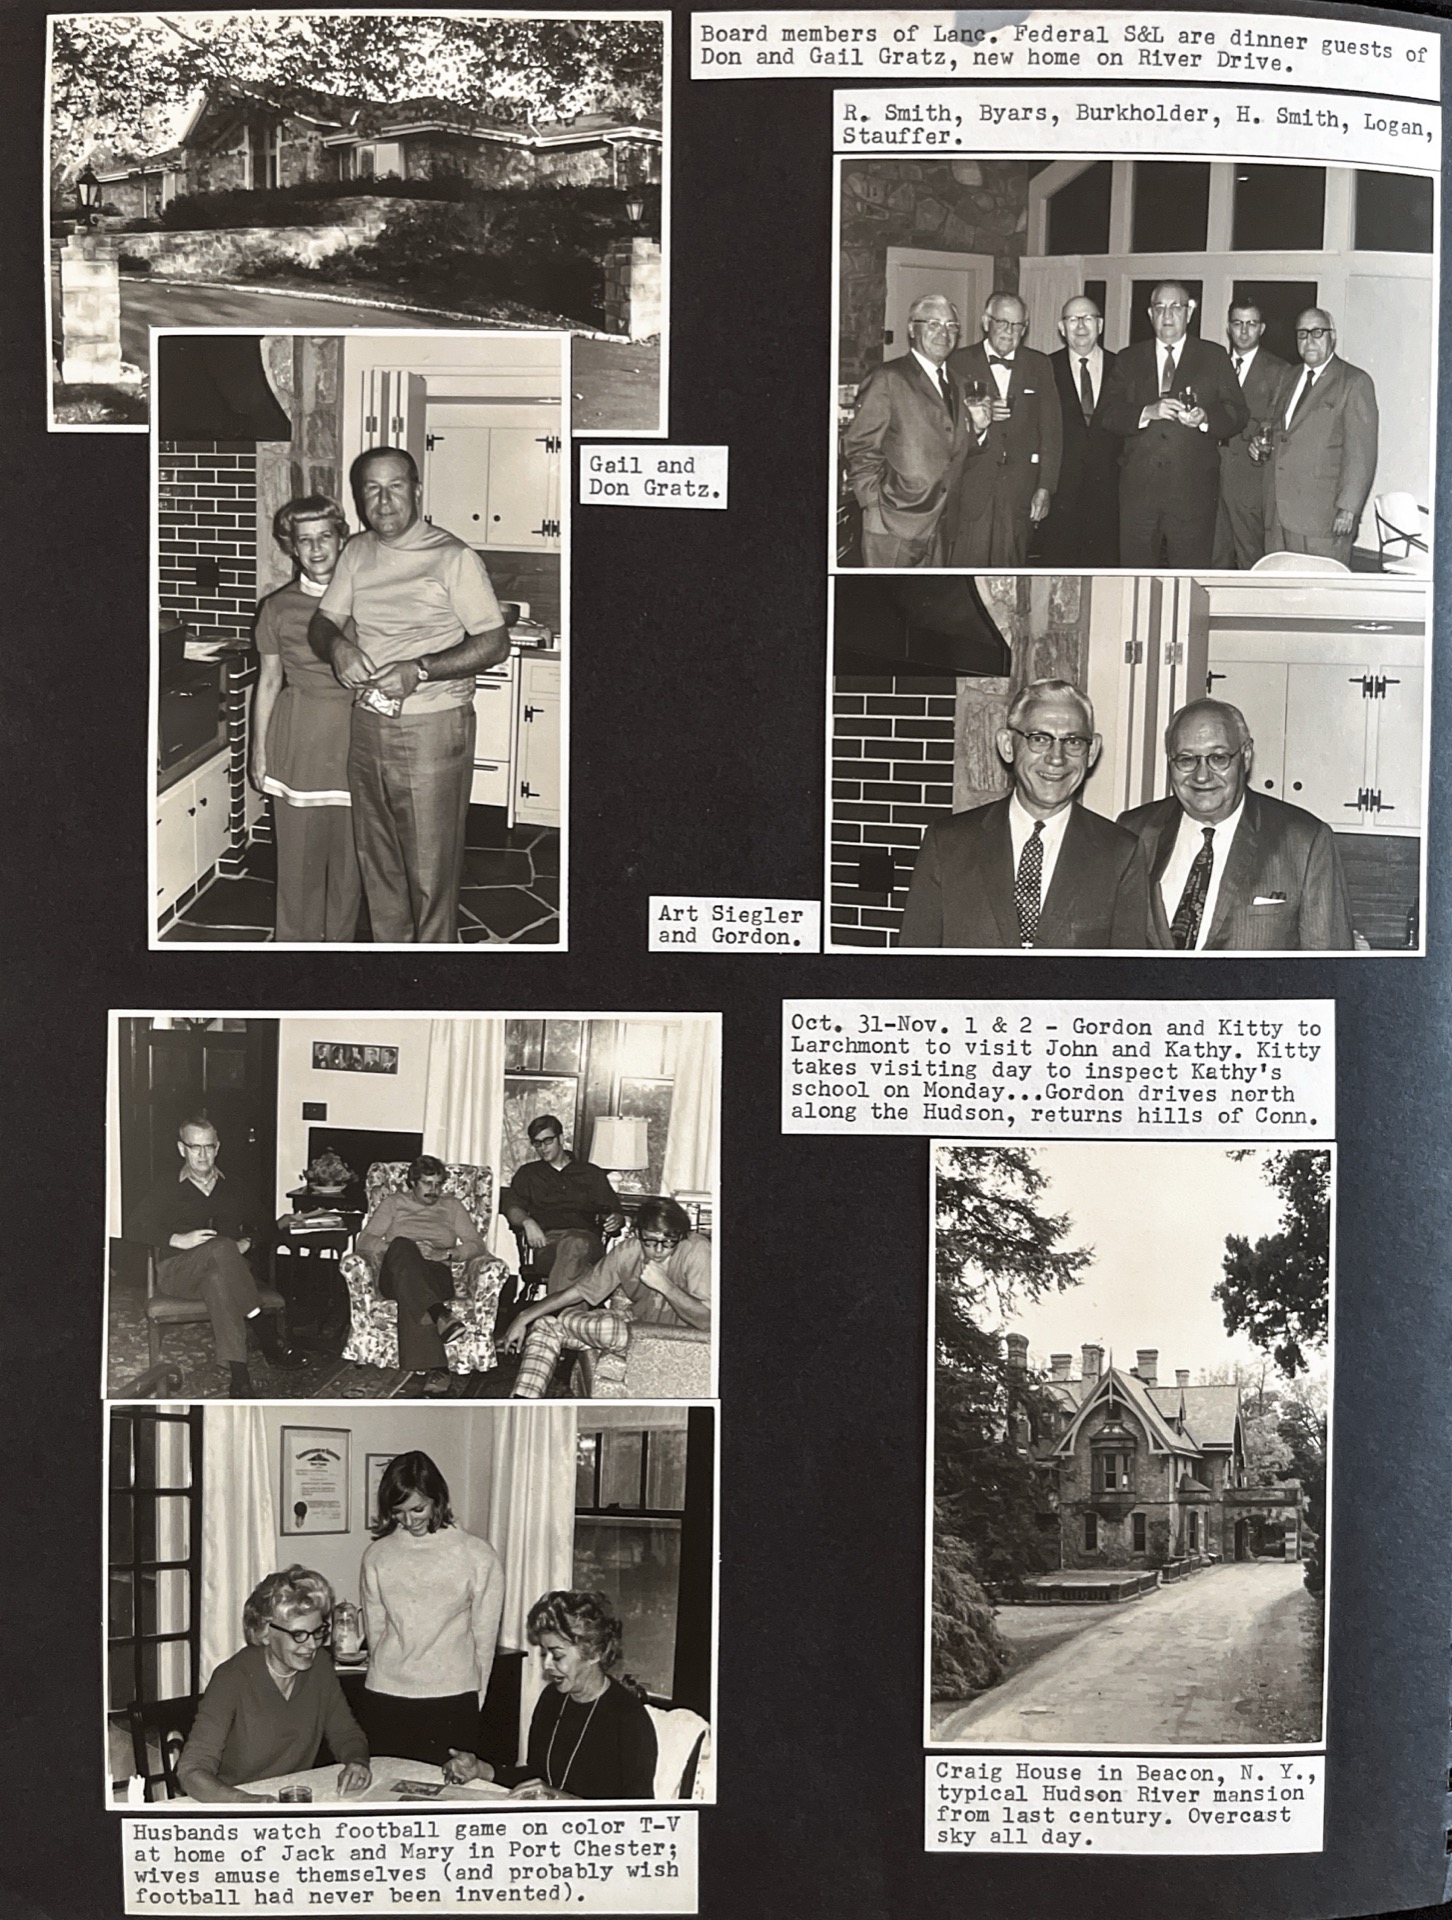 Board members of Lanc. Federal S&L are dinner guests of
Don and Gail Gratz, new home on River Drive.
R. Smith, Byars, Burkholder, H. Smith, Logan,
Stauffer.
Gail and
Don Gratz.
Art Siegler
and Gordon.
Oct. 31-Nov. 1 & 2 - Gordon and Kitty to
Larchmont to visit John and Kathy. Kitty
takes visiting day to inspect Kathy's
school on Monday...Gordon drives north
along the Hudson, returns hills of Conn.
Husbands watch football game on color T-V
at home of Jack and Mary in Port Chester;
wives amuse themselves (and probably wish
football had never been invented).
Craig House in Beacon, N. Y.,
typical Hudson River mansion
from last century. Overcast
sky all day.